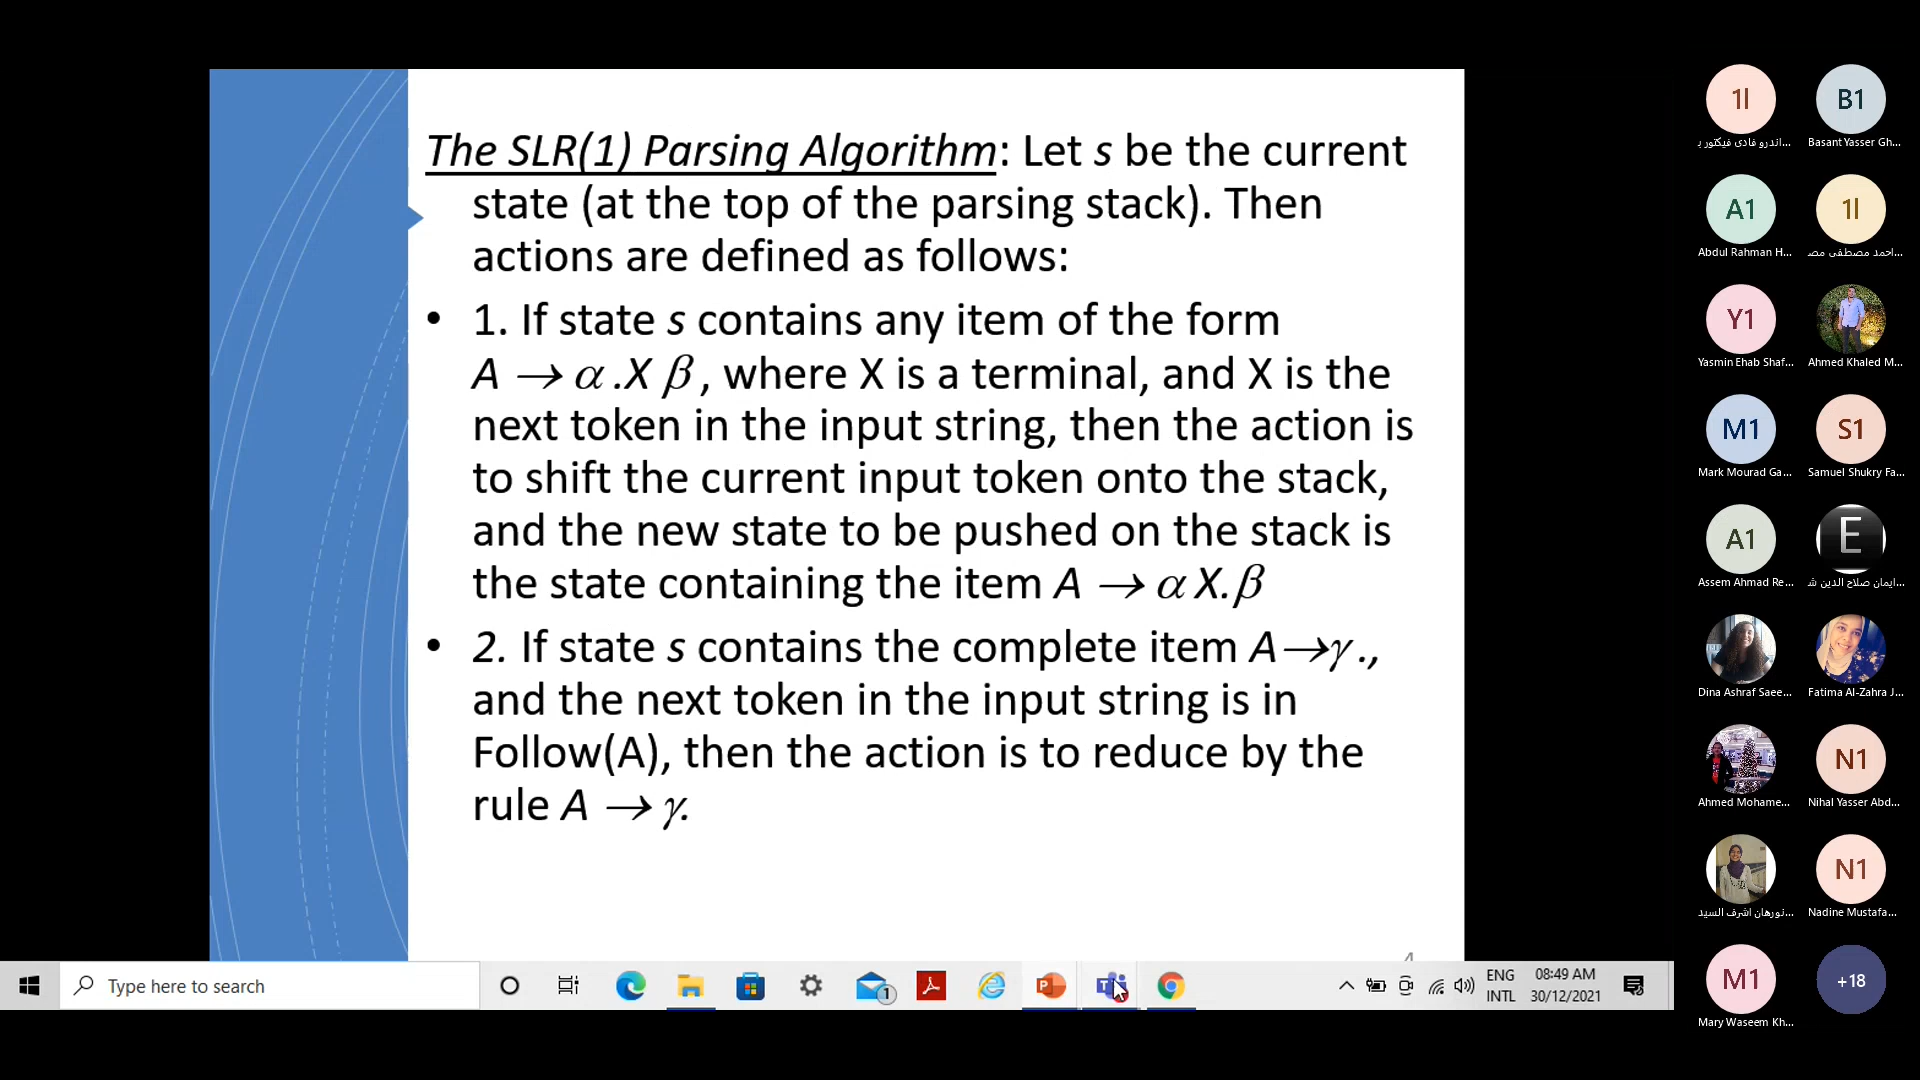 The SLR(1) Parsing Algorithm: Let s be the current
state (at the top of the parsing stack). Then
actions are defined as follows:
• 1. If state s contains any item of the form
A → α .X β , where X is a terminal, and X is the
next token in the input string, then the action is
to shift the current input token onto the stack,
and the new state to be pushed on the stack is
the state containing the item A → α X. β
• 2. If state s contains the complete item A→γ .,
and the next token in the input string is in
Follow(A), then the action is to reduce by the
rule A → γ.
Type here to search
1
P
T
ENG
INTL
08:49 AM
30/12/2021
1l
اندرو فادى فيكتور ب...
B1
Basant Yasser Gh...
A1
Abdul Rahman H...
1l
احمد مصطفى مص...
Y1
Yasmin Ehab Shaf...
Ahmed Khaled M...
M1
Mark Mourad Ga...
S1
Samuel Shukry Fa...
A1
Assem Ahmad Re...
E
ايمان صلاح الدين ش...
Dina Ashraf Saee...
Fatima Al-Zahra J...
Ahmed Mohame...
N1
Nihal Yasser Abd...
نورهان اشرف السيد...
N1
Nadine Mustafa...
M1
Mary Waseem Kh...
+18